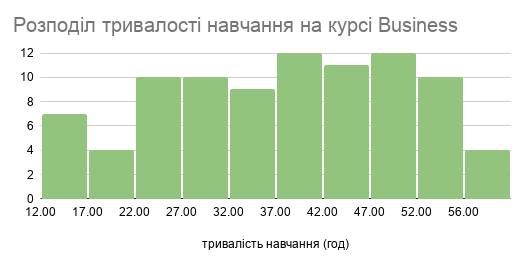 Розподіл тривалості навчання на курсі Business
12
10
8
6
4
2
0
12.00 17.00 22.00 27.00 32.00 37.00 42.00 47.00 52.00 56.00
тривалість навчання (год)